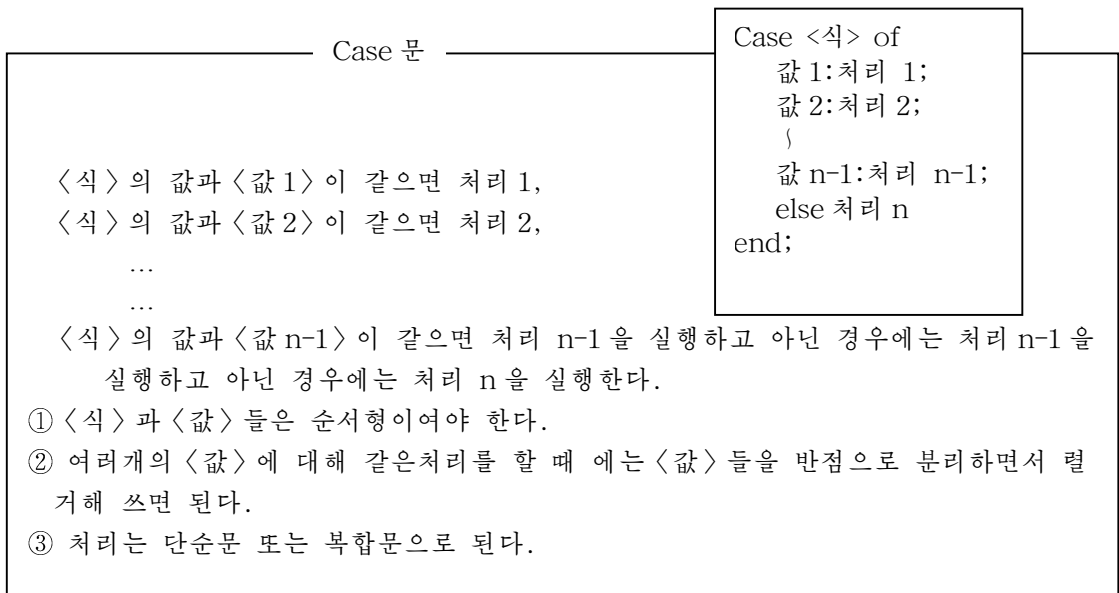 Case 문
Case <식> of
값 1:처리 1;
값 2:처리 2;
~
값 n-1:처리 n-1;
else 처리 n
end;
〈식〉의 값과〈값 1〉이 같으면 처리 1,
〈식〉의 값과〈값 2〉이 같으면 처리 2,
...
...
〈식〉의 값과〈값 n-1〉이 같으면 처리 n-1 을 실행하고 아닌 경우에는 처리 n-1 을
실행하고 아닌 경우에는 처리 n 을 실행한다.
①〈식〉과〈값〉들은 순서형이여야 한다.
② 여러개의〈값〉에 대해 같은처리를 할 때 에는〈값〉들을 반점으로 분리하면서 렬
거해 쓰면 된다.
③ 처리는 단순문 또는 복합문으로 된다.